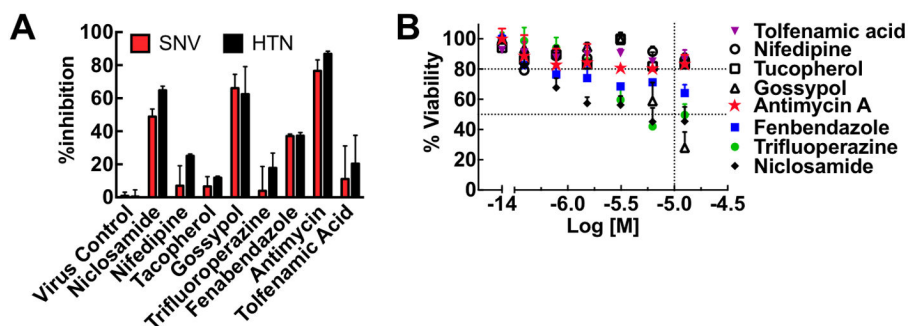 A
SNV HTN
%inhibition
100
80
60
40
20
0
Virus Control
Niclosamide
Nifedipine
Tacopherol
Gossypol
Trifluoroperazine
Fenabendazole
Antimycin
Tolfenamic Acid
B
% Viability
100
80
60
40
20
0
-14 -6.0 -5.5 -5.0 -4.5
Log [M]
Tolfenamic acid
Nifedipine
Tucopherol
Gossypol
Antimycin A
Fenbendazole
Trifluoperazine
Niclosamide